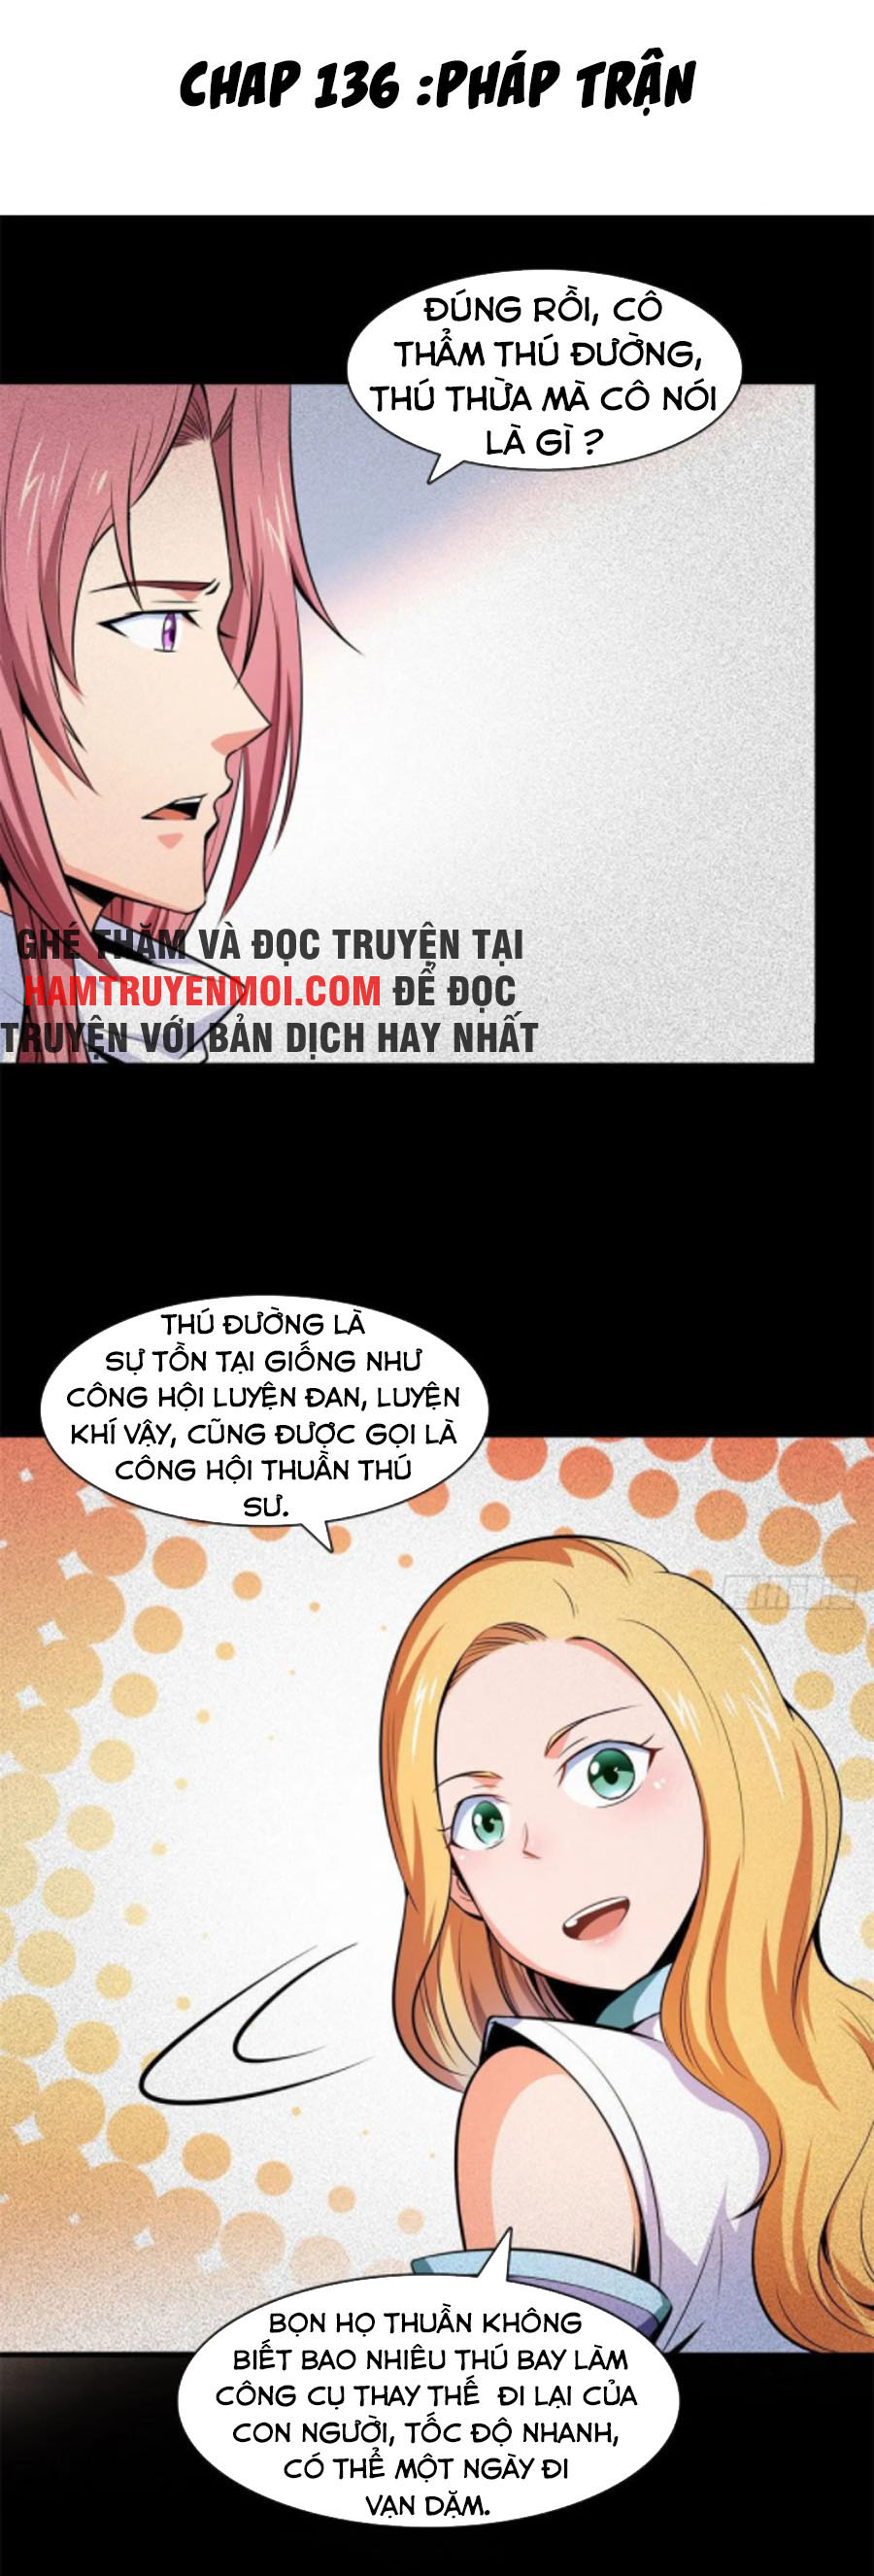 CHAP 136 :PHÁP TRẬN
ĐÚNG RỒI, CÔ
THẨM THÚ ĐƯỜNG,
THÚ THỪA MÀ CÔ NÓI
LÀ GÌ ?
GHÉ THĂM VÀ ĐỌC TRUYỆN TẠI
HAMTRUYENMOI.COM ĐỂ ĐỌC
TRUYỆN VỚI BẢN DỊCH HAY NHẤT
THÚ ĐƯỜNG LÀ
SỰ TỒN TẠI GIỐNG NHƯ
CÔNG HỘI LUYỆN ĐAN, LUYỆN
KHÍ VẬY, CŨNG ĐƯỢC GỌI LÀ
CÔNG HỘI THUẦN THÚ
SƯ.
BỌN HỌ THUẦN KHÔNG
BIẾT BAO NHIÊU THÚ BAY LÀM
CÔNG CỤ THAY THẾ ĐI LẠI CỦA
CON NGƯỜI, TỐC ĐỘ NHANH,
CÓ THỂ MỘT NGÀY ĐI
VẠN DẶM.